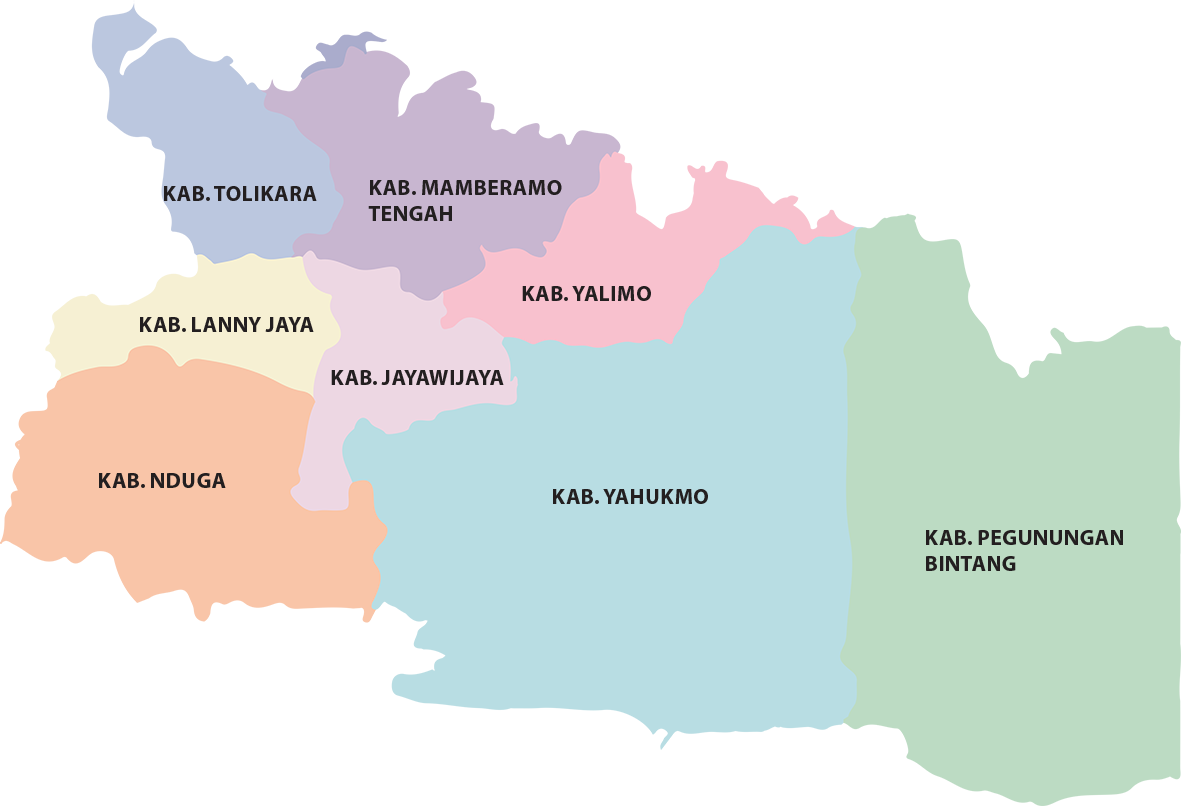 KAB. TOLIKARA
KAB. MAMBERAMO
TENGAH
KAB. YALIMO
KAB. LANNY JAYA
KAB. JAYAWIJAYA
KAB. NDUGA
KAB. YAHUKMO
KAB. PEGUNUNGAN
BINTANG